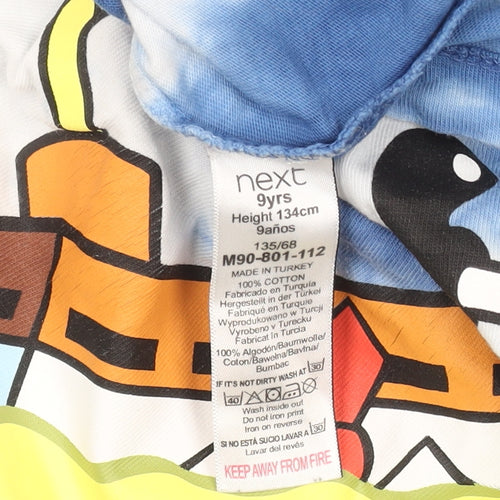 next
9yrs
Height 134cm
9años
135/68
M90-801-112
MADE IN TURKEY
100% COTTON
Fabricado en Turquia
Hergestellt in der Türkei
Fabriqué en Turquie
Wyprodukowano w Turcji
Vyrobeno v Turecku
Fabricat in Turcia
100% Algodón/Baumwolle/
Coton/Bawełna/Bavlna/
Bumbac
IF IT'S NOT DIRTY WASH AT 30
40
Wash inside out
Do not iron print
Iron on reverse
SI NO ESTÁ SUCIO LAVAR A 30
Lavar del revés
KEEP AWAY FROM FIRE